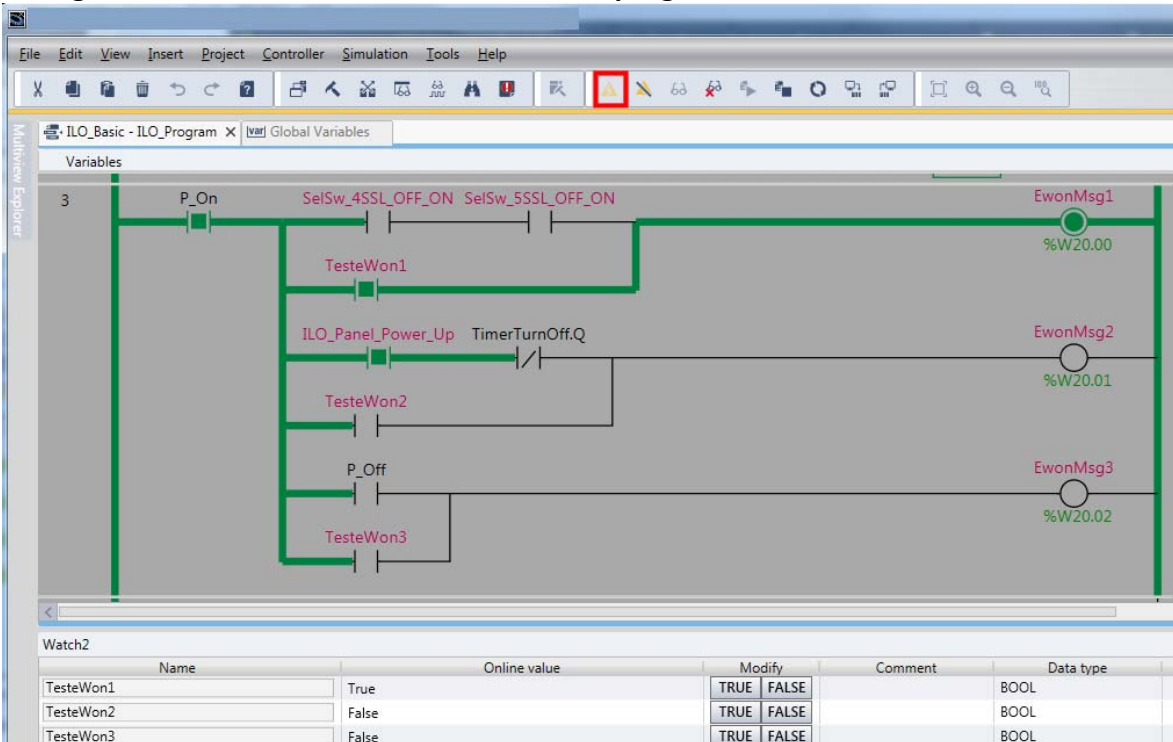 File Edit View Insert Project Controller Simulation Tools Help
ILO_Basic - ILO_Program X [var] Global Variables
Multiview Explorer
Variables
3 P_On SelSw_4SSL_OFF_ON SelSw_5SSL_OFF_ON EwonMsg1
%W20.00
TesteWon1
ILO_Panel_Power_Up TimerTurnOff.Q EwonMsg2
%W20.01
TesteWon2
P_Off EwonMsg3
%W20.02
TesteWon3
Watch2
Name Online value Modify Comment Data type
TesteWon1 True TRUE FALSE BOOL
TesteWon2 False TRUE FALSE BOOL
TesteWon3 False TRUE FALSE BOOL